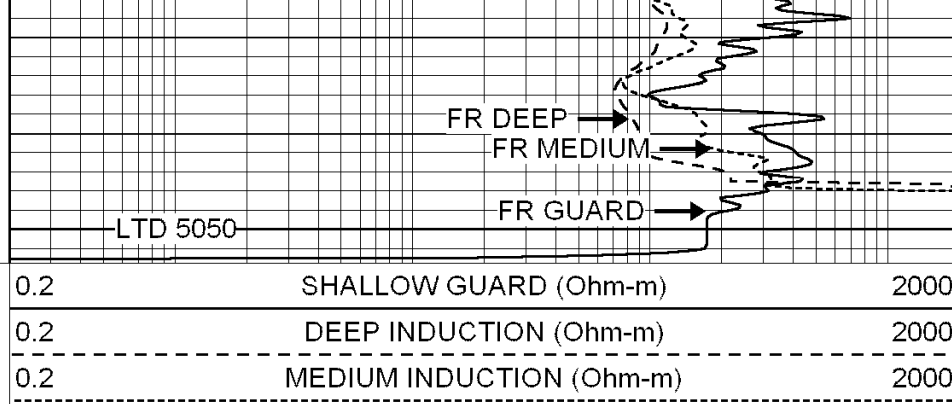 FR DEEP
FR MEDIUM
FR GUARD
LTD 5050
0.2 SHALLOW GUARD (Ohm-m) 2000
0.2 DEEP INDUCTION (Ohm-m) 2000
0.2 MEDIUM INDUCTION (Ohm-m) 2000